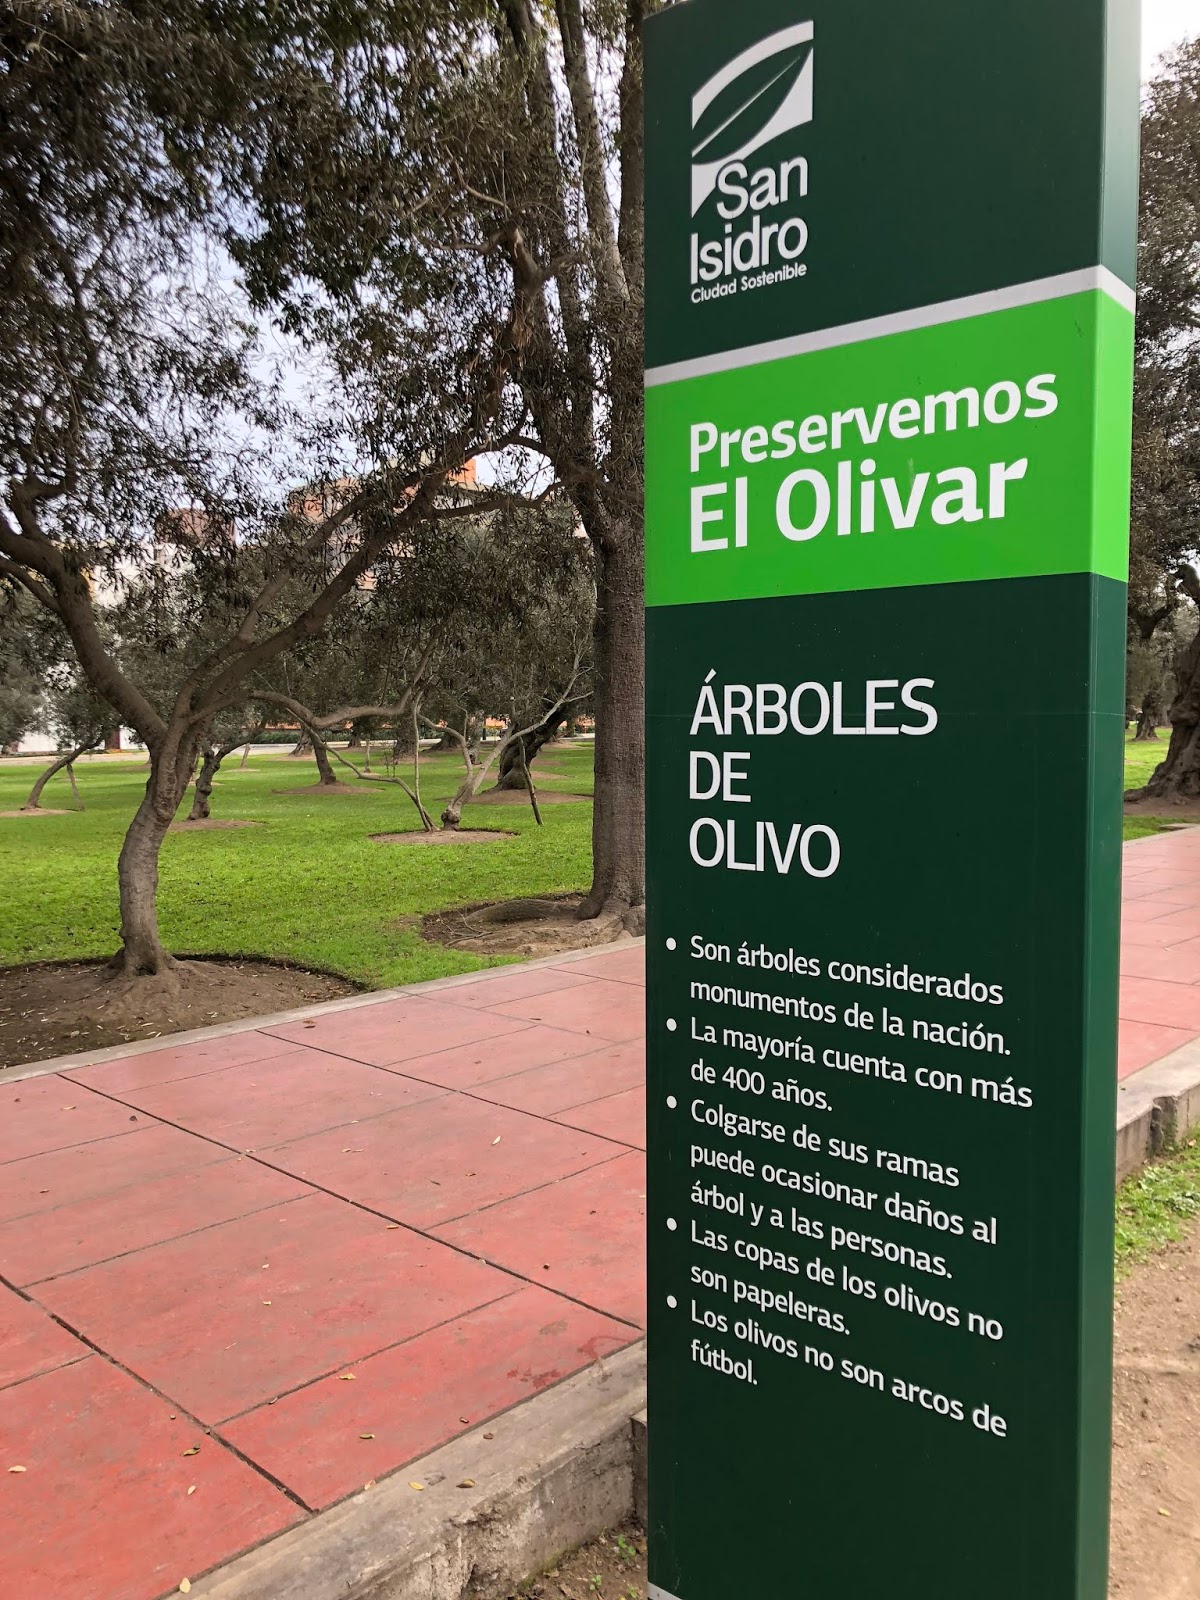 San
Isidro
Ciudad Sostenible
Preservemos
El Olivar
ÁRBOLES
DE
OLIVO
• Son árboles considerados
monumentos de la nación.
• La mayoría cuenta con más
de 400 años.
• Colgarse de sus ramas
puede ocasionar daños al
árbol y a las personas.
• Las copas de los olivos no
son papeleras.
• Los olivos no son arcos de
fútbol.